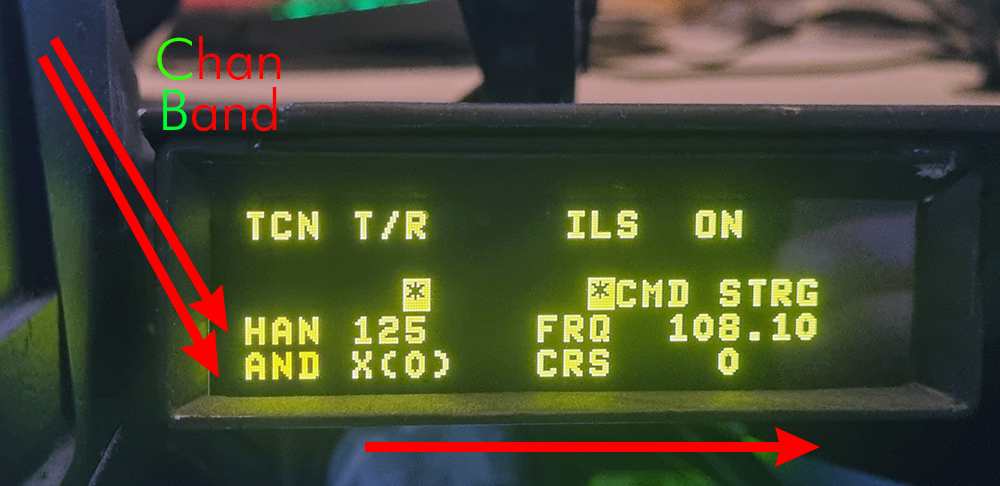 Chan
Band
TCN T/R ILS ON
* *CMD STRG
HAN 125 FRQ 108.10
AND X(0) CRS 0